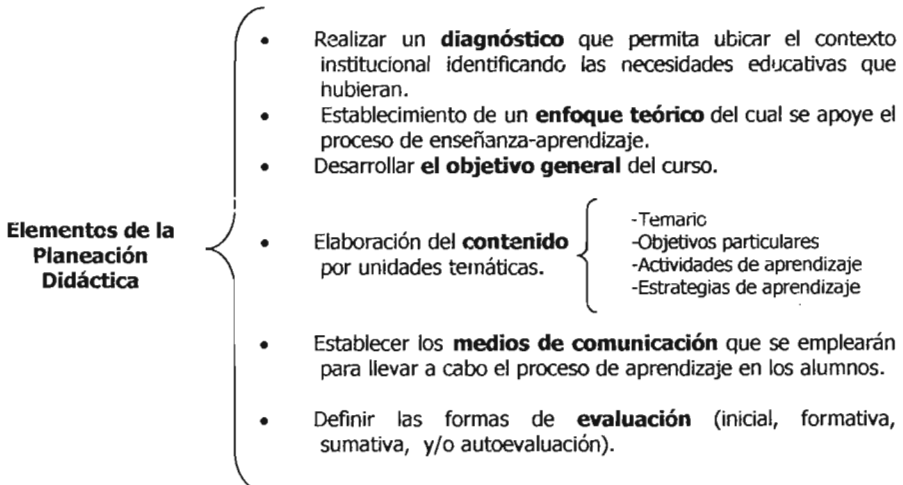 Elementos de la
Planeación
Didáctica
• Realizar un diagnóstico que permita ubicar el contexto
institucional identificando las necesidades educativas que
hubieran.
• Establecimiento de un enfoque teórico del cual se apoye el
proceso de enseñanza-aprendizaje.
• Desarrollar el objetivo general del curso.
• Elaboración del contenido
por unidades temáticas.
-Temario
-Objetivos particulares
-Actividades de aprendizaje
-Estrategias de aprendizaje
• Establecer los medios de comunicación que se emplearán
para llevar a cabo el proceso de aprendizaje en los alumnos.
• Definir las formas de evaluación (inicial, formativa,
sumativa, y/o autoevaluación).